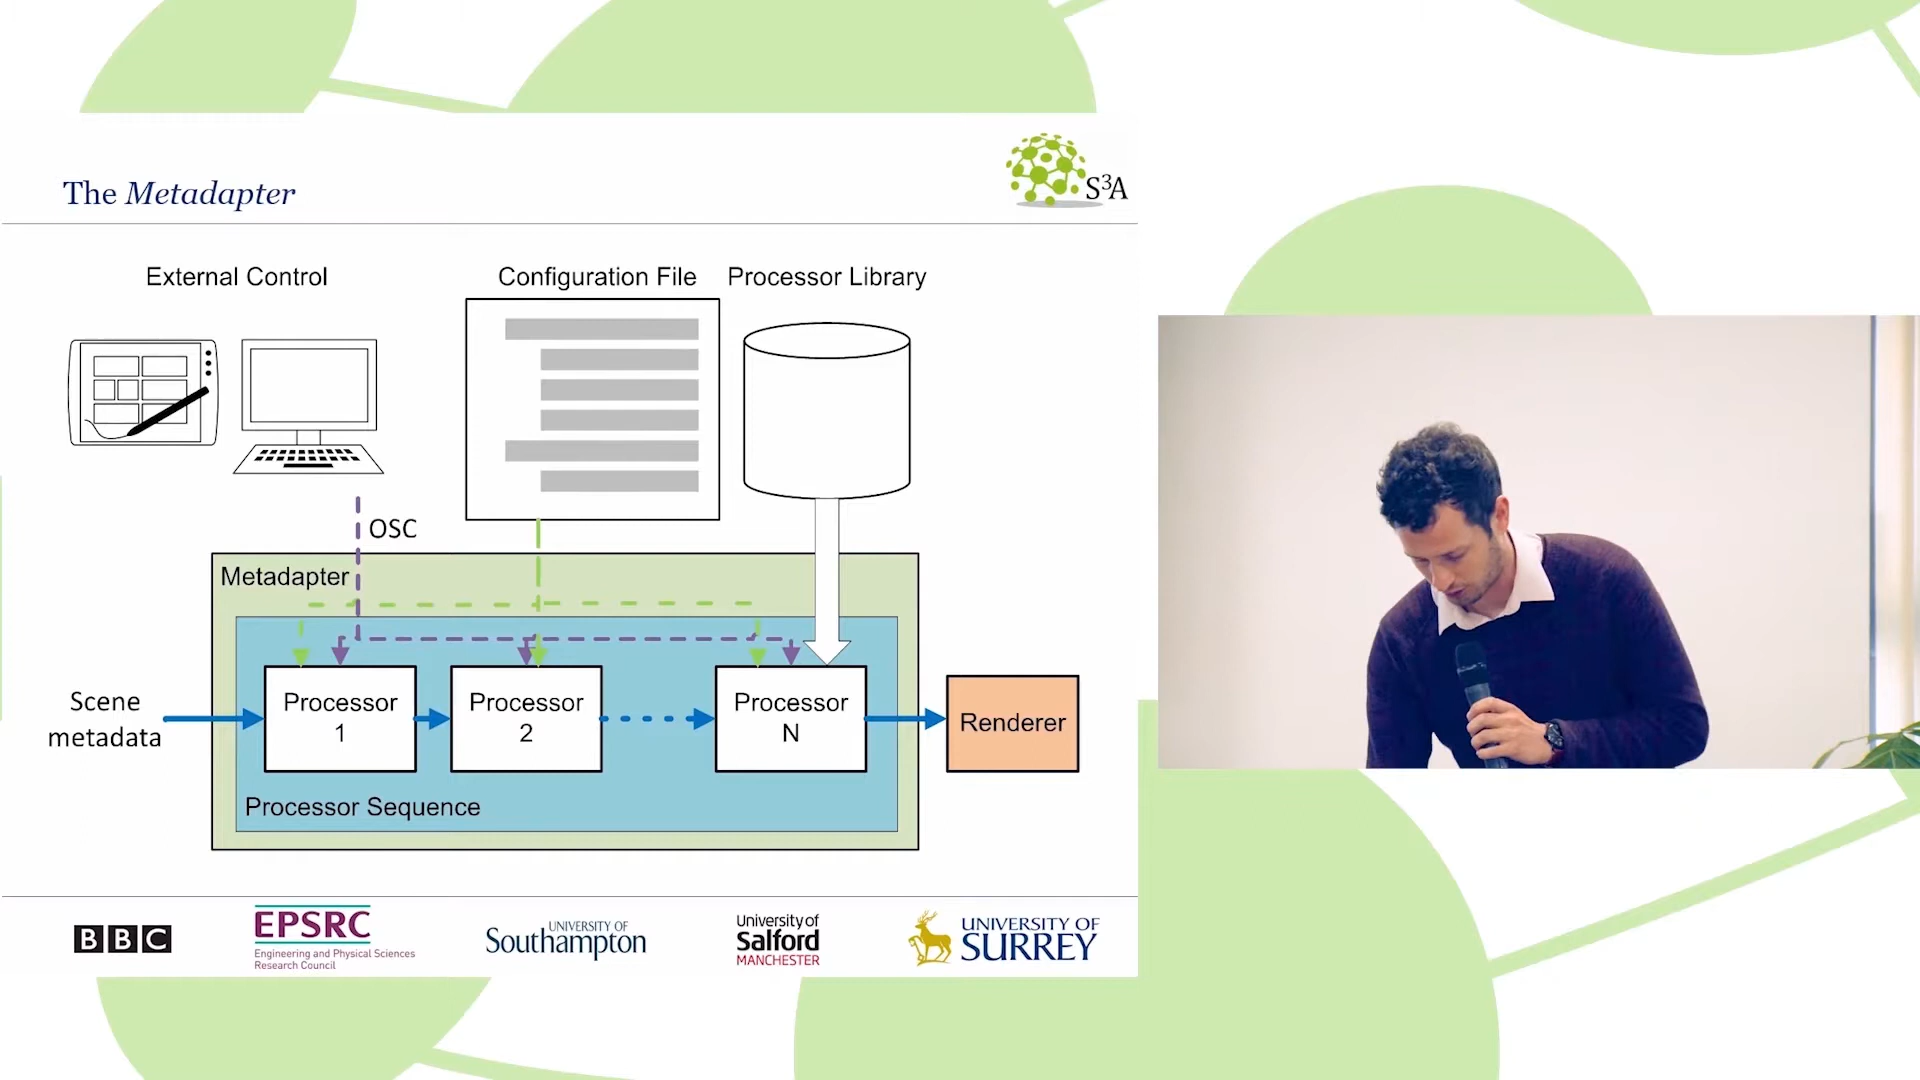 The Metadapter
S³A
External Control
Configuration File
Processor Library
OSC
Metadapter
Scene
metadata
Processor
1
Processor
2
Processor
N
Renderer
Processor Sequence
BBC
EPSRC
Engineering and Physical Sciences
Research Council
UNIVERSITY OF
Southampton
University of
Salford
MANCHESTER
UNIVERSITY OF
SURREY